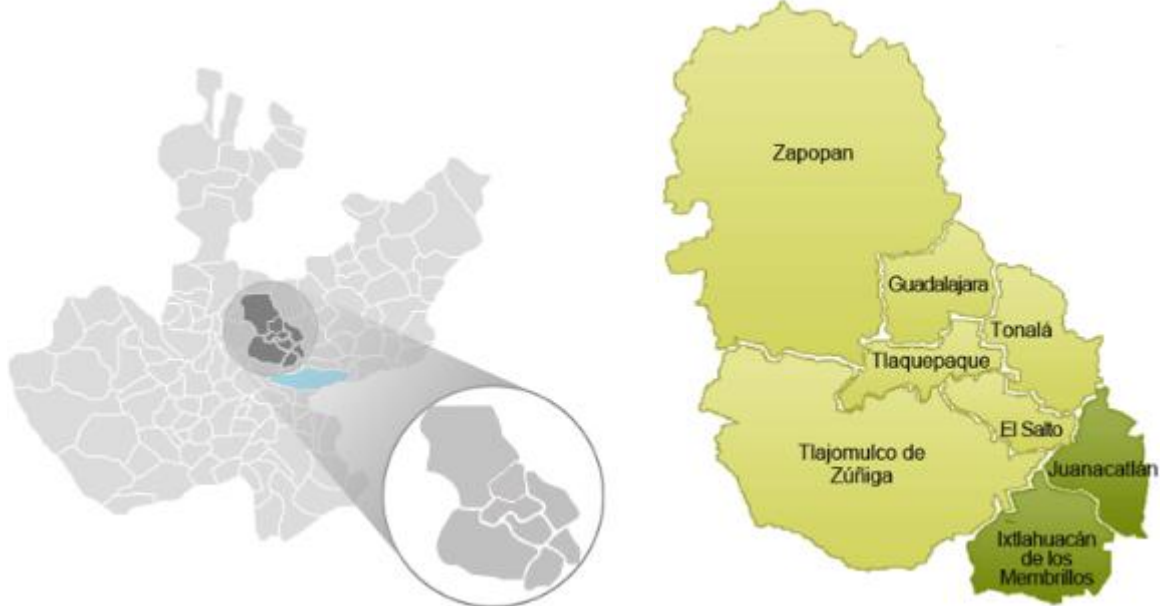 Zapopan
Guadalajara
Tonalá
Tlaquepaque
El Salto
Tlajomulco de
Zúñiga
Juanacatlán
Ixtlahuacán
de los
Membrillos